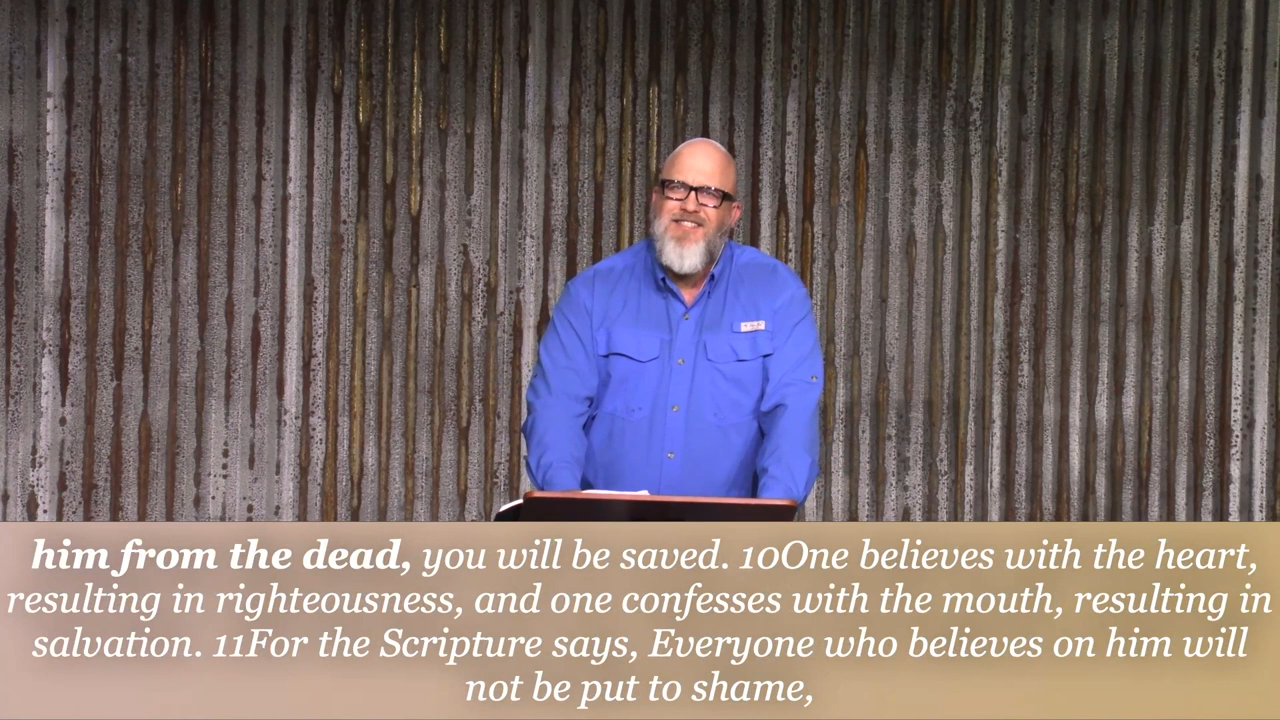 him from the dead, you will be saved. 10One believes with the heart,
resulting in righteousness, and one confesses with the mouth, resulting in
salvation. 11For the Scripture says, Everyone who believes on him will
not be put to shame,